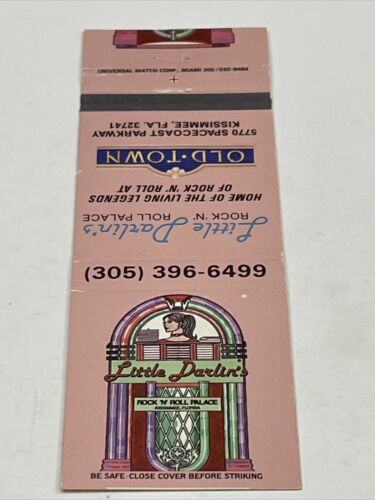 UNIVERSAL MATCH CORP., MIAMI 305/592-8484
5770 SPACECOAST PARKWAY
KISSIMMEE, FLA. 32741
OLD·TOWN
HOME OF THE LIVING LEGENDS
OF ROCK 'N' ROLL AT
Little Darlin's
ROCK 'N' ROLL PALACE
(305) 396-6499
Little Darlin's
ROCK 'N' ROLL PALACE
KISSIMMEE, FLORIDA
BE SAFE-CLOSE COVER BEFORE STRIKING